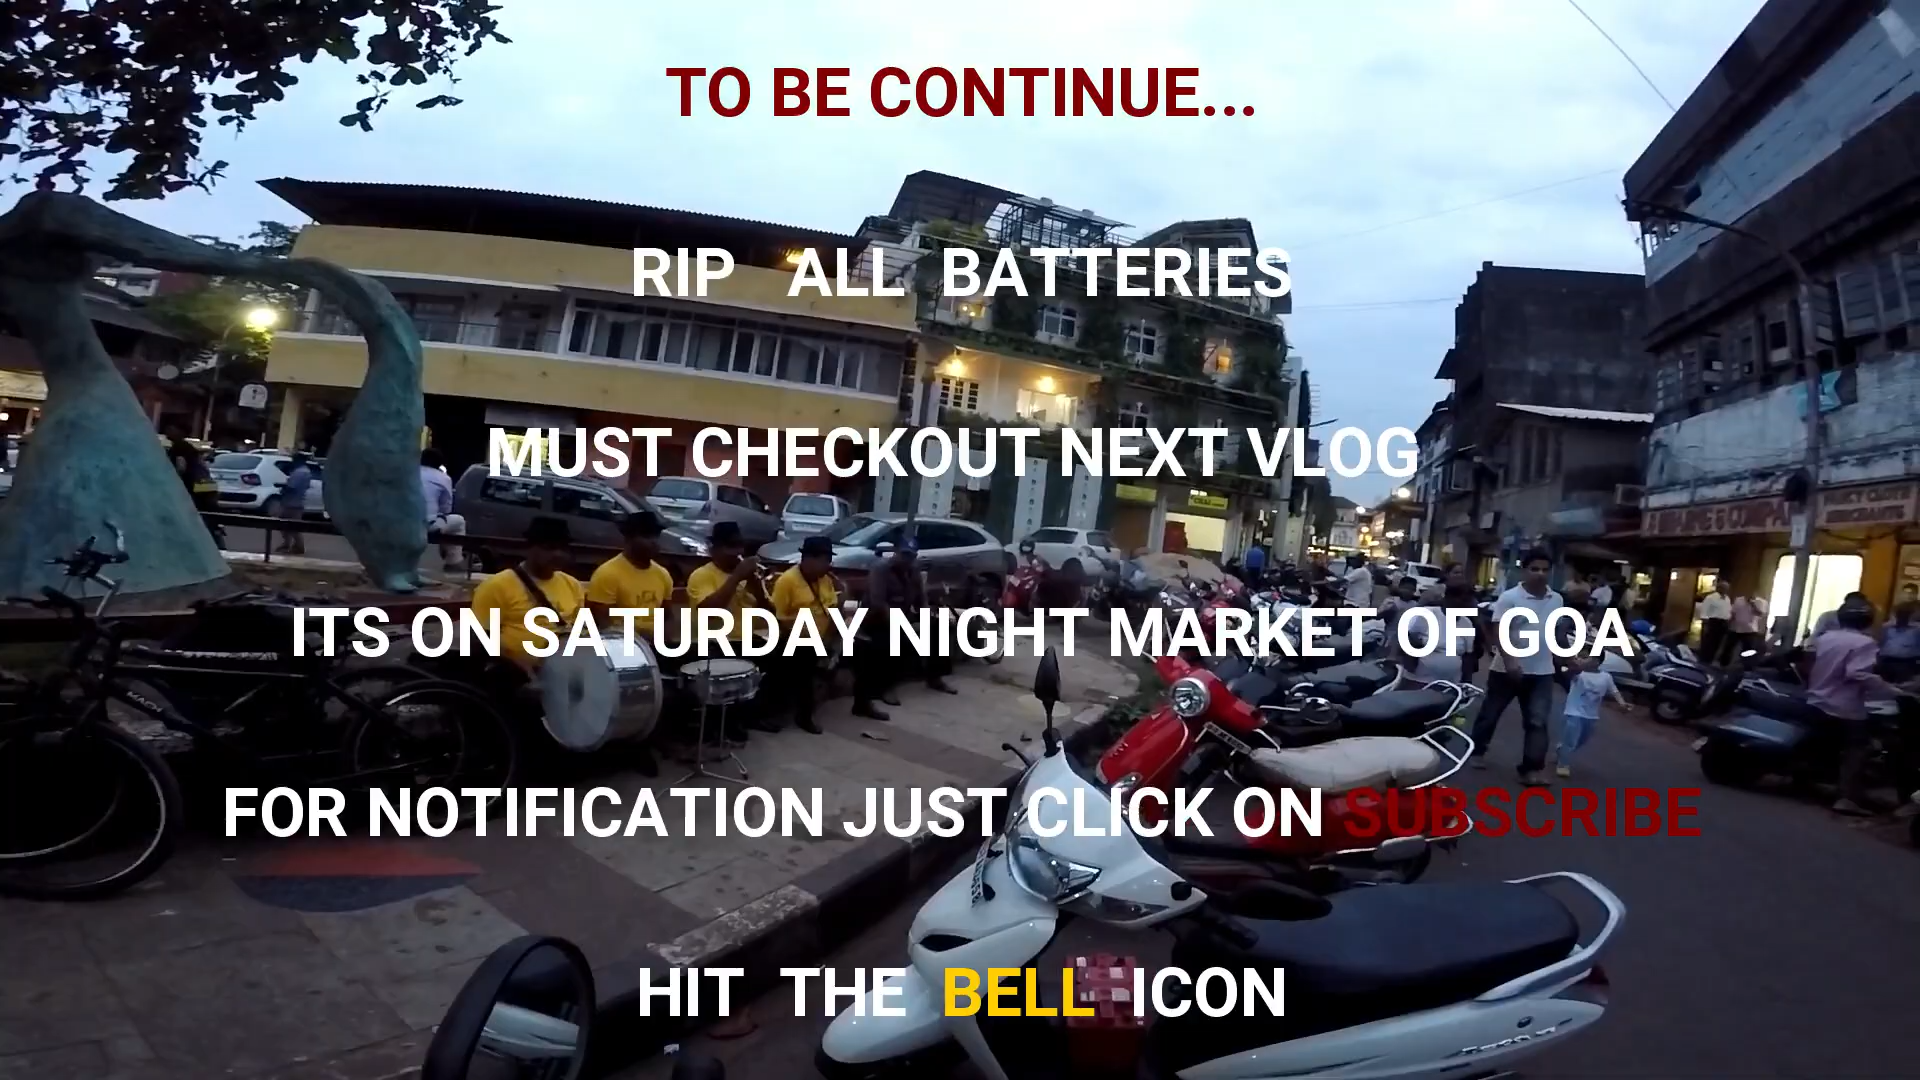 TO BE CONTINUE...
RIP ALL BATTERIES
MUST CHECKOUT NEXT VLOG
ITS ON SATURDAY NIGHT MARKET OF GOA
FOR NOTIFICATION JUST CLICK ON SUBSCRIBE
HIT THE BELL ICON